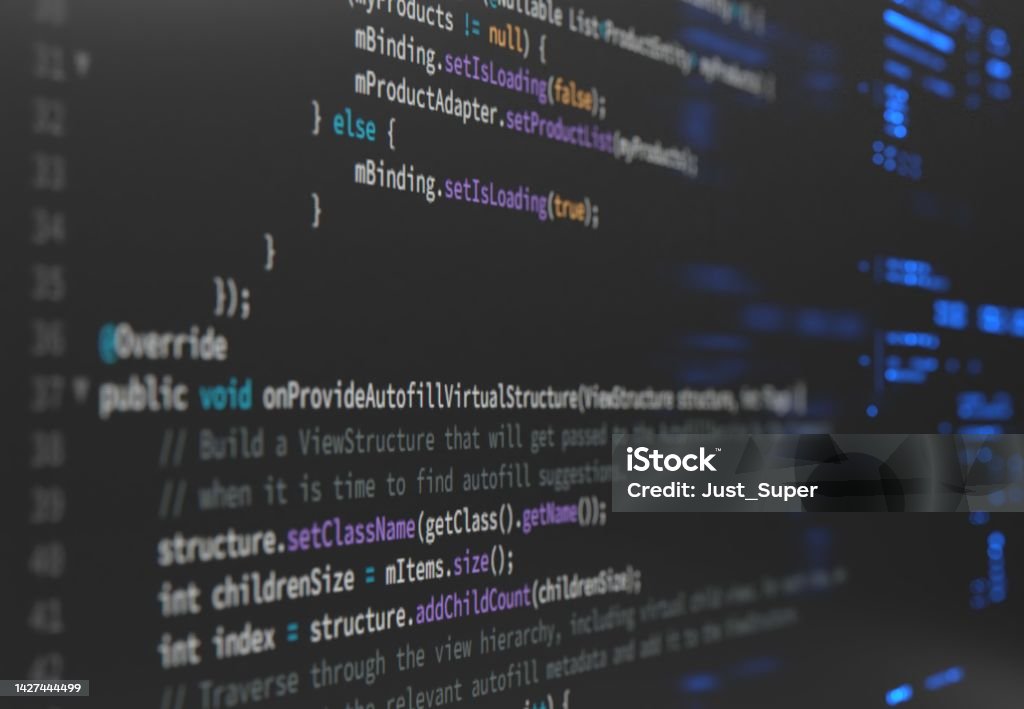 (myProducts != null) {
mBinding.setIsLoading(false);
31 mProductAdapter.setProductList(myProducts);
32 } else {
33 mBinding.setIsLoading(true);
34 }
}
35 });
36 @Override
37 public void onProvideAutofillVirtualStructure(ViewStructure structure, int flags) {
38 // Build a ViewStructure that will get passed to the
39 // when it is time to find autofill suggestion
40 structure.setClassName(getClass().getName());
41 int childrenSize = mItems.size();
42 int index = structure.addChildCount(childrenSize);
// Traverse through the view hierarchy, including virtual child views.
the relevant autofill metadata and add it to the ViewStructure.
iStock™
Credit: Just_Super
1427444499